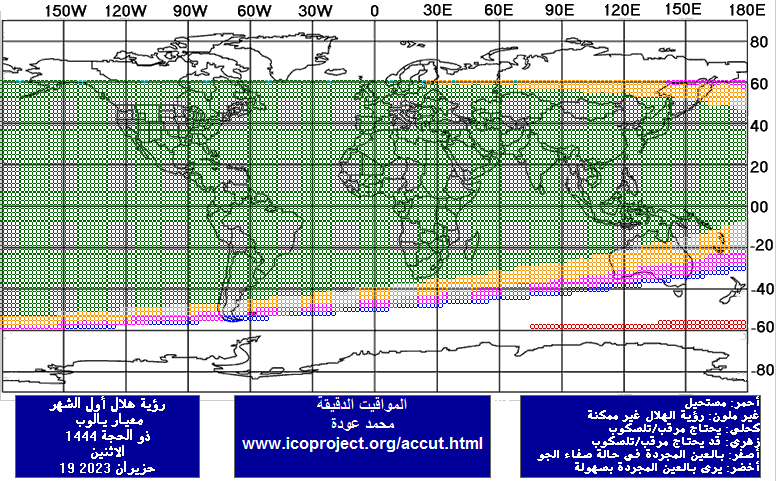 150W 120W 90W 60W 30W 0 30E 60E 90E 120E 150E 180E
80
60
40
20
00
-20
-40
-60
-80
رؤية هلال أول الشهر
معيار يالوب
ذو الحجة 1444
الاثنين
19 حزيران 2023
المواقيت الدقيقة
محمد عودة
www.icoproject.org/accut.html
أحمر: مستحيل
غير ملون: رؤية الهلال غير ممكنة
كحلي: يحتاج مرقب/تلسكوب
زهري: قد يحتاج مرقب/تلسكوب
أصفر: بالعين المجردة في حالة صفاء الجو
أخضر: يرى بالعين المجردة بسهولة